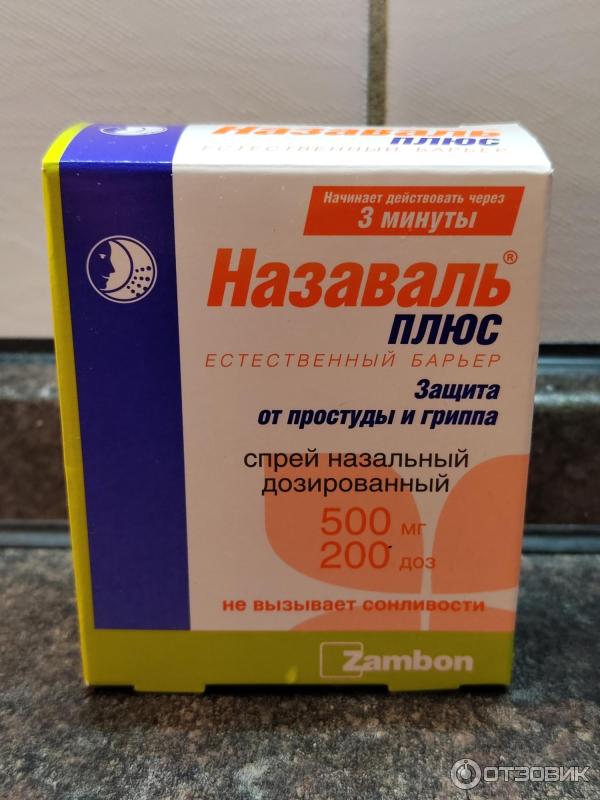 Назаваль
ПЛЮС
ЕСТЕСТВЕННЫЙ БАРЬЕР
Начинает действовать через
3 минуты
Назаваль®
ПЛЮС
ЕСТЕСТВЕННЫЙ БАРЬЕР
Защита
от простуды и гриппа
спрей назальный
дозированный
500 мг
200 доз
не вызывает сонливости
Zambon
ОТЗОВИК